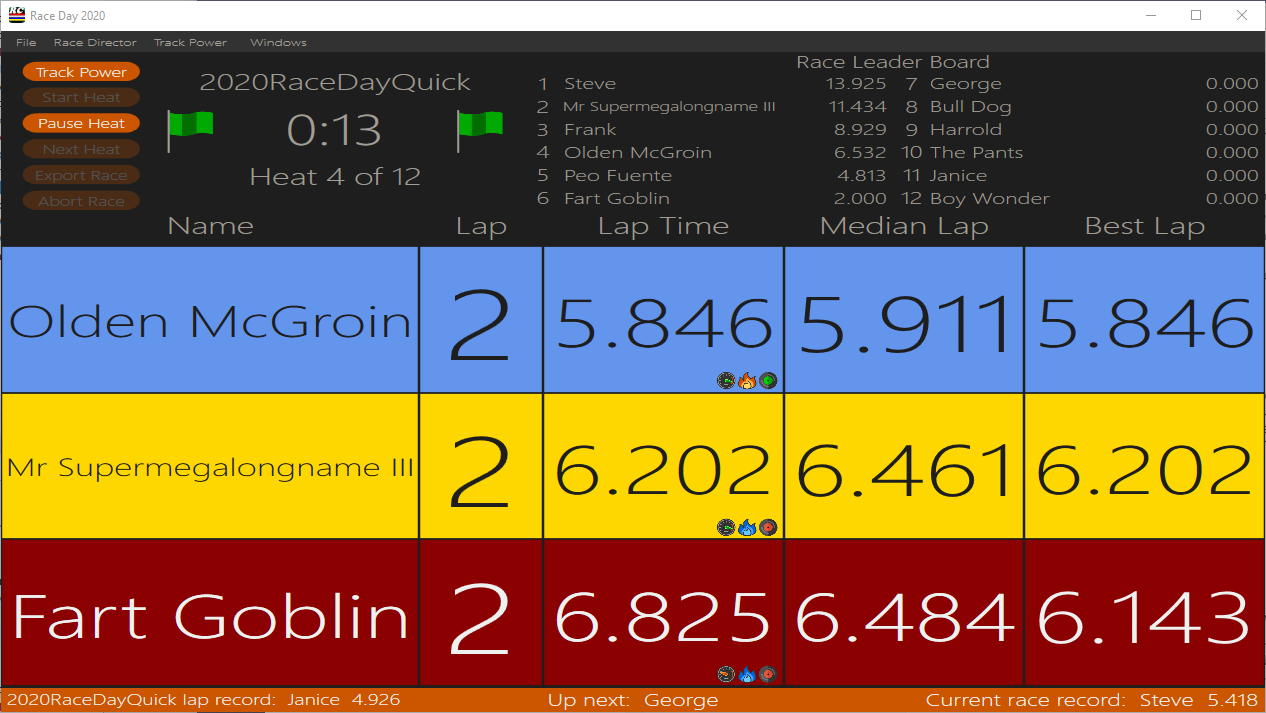 RC Race Day 2020
File Race Director Track Power Windows
Track Power
Start Heat
Pause Heat
Next Heat
Export Race
Abort Race
2020RaceDayQuick
0:13
Heat 4 of 12
Race Leader Board
1 Steve 13.925 7 George 0.000
2 Mr Supermegalongname III 11.434 8 Bull Dog 0.000
3 Frank 8.929 9 Harrold 0.000
4 Olden McGroin 6.532 10 The Pants 0.000
5 Peo Fuente 4.813 11 Janice 0.000
6 Fart Goblin 2.000 12 Boy Wonder 0.000
Name Lap Lap Time Median Lap Best Lap
Olden McGroin 2 5.846 5.911 5.846
Mr Supermegalongname III 2 6.202 6.461 6.202
Fart Goblin 2 6.825 6.484 6.143
2020RaceDayQuick lap record: Janice 4.926 Up next: George Current race record: Steve 5.418